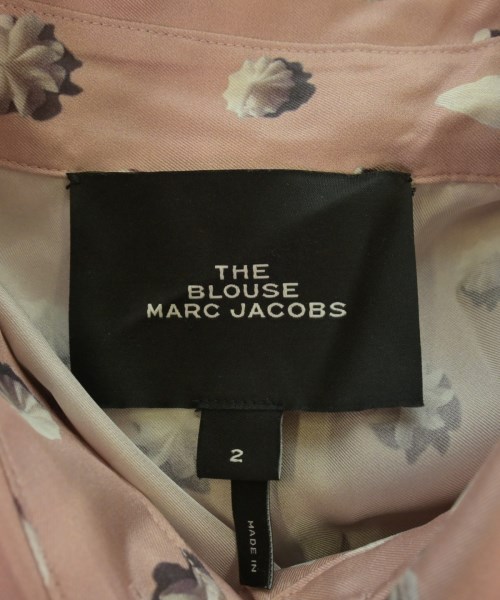 THE
BLOUSE
MARC JACOBS
2
MADE IN